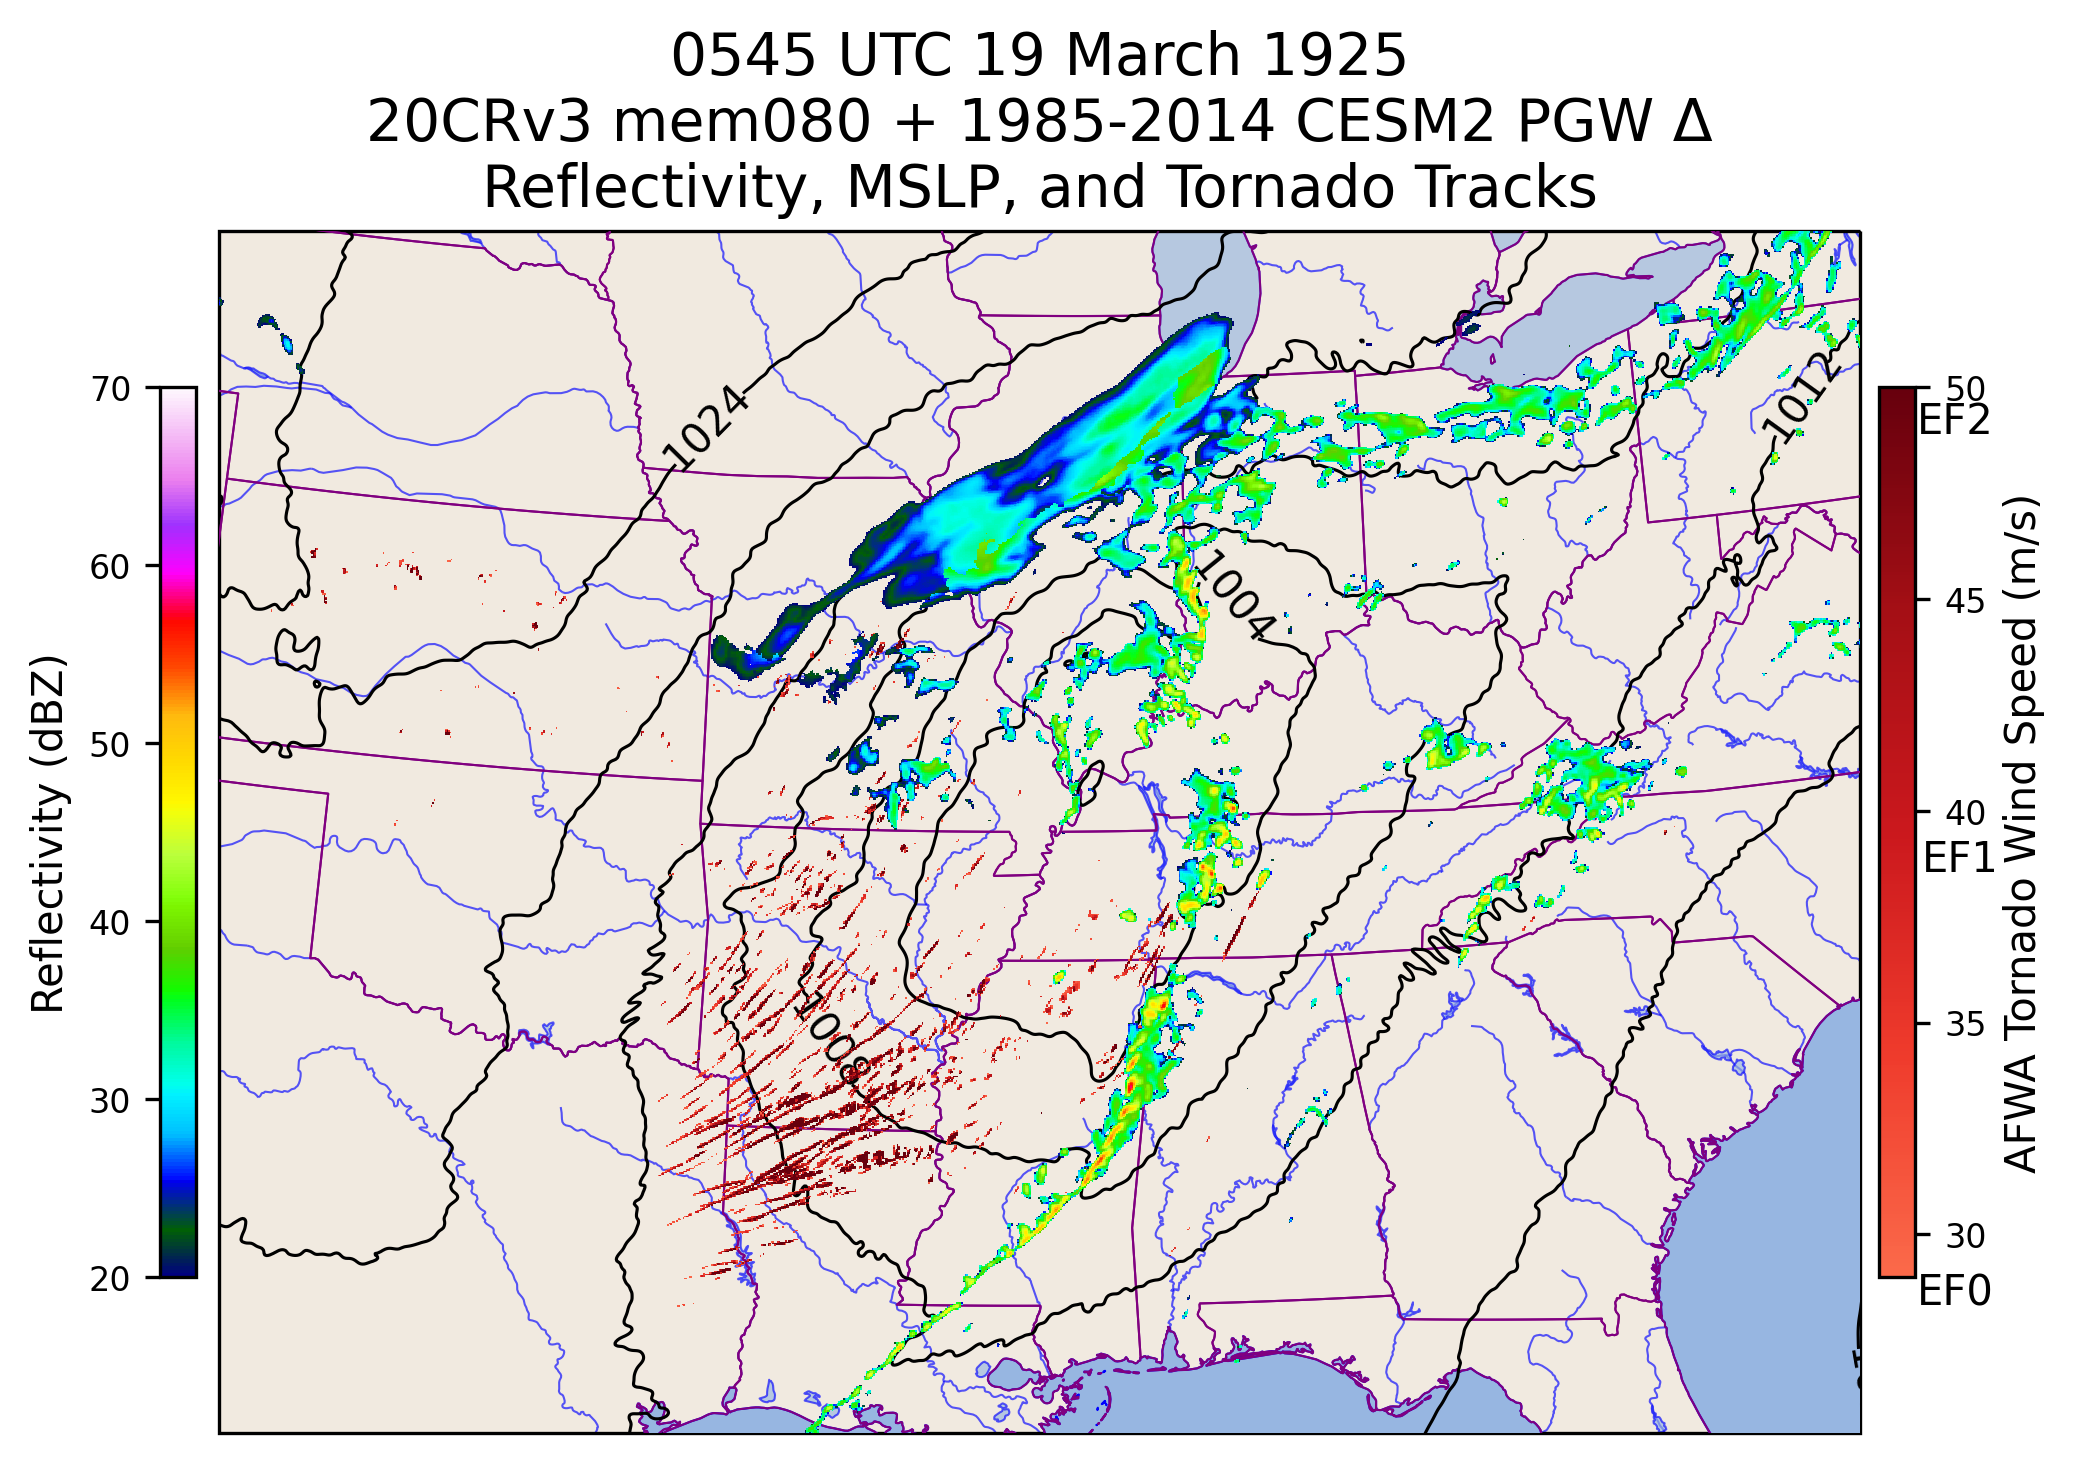 0545 UTC 19 March 1925
20CRv3 mem080 + 1985-2014 CESM2 PGW Δ
Reflectivity, MSLP, and Tornado Tracks
Reflectivity (dBZ)
70
60
50
40
30
20
1024
1012
1004
1008
50
EF2
45
40
EF1
35
30
EF0
AFWA Tornado Wind Speed (m/s)